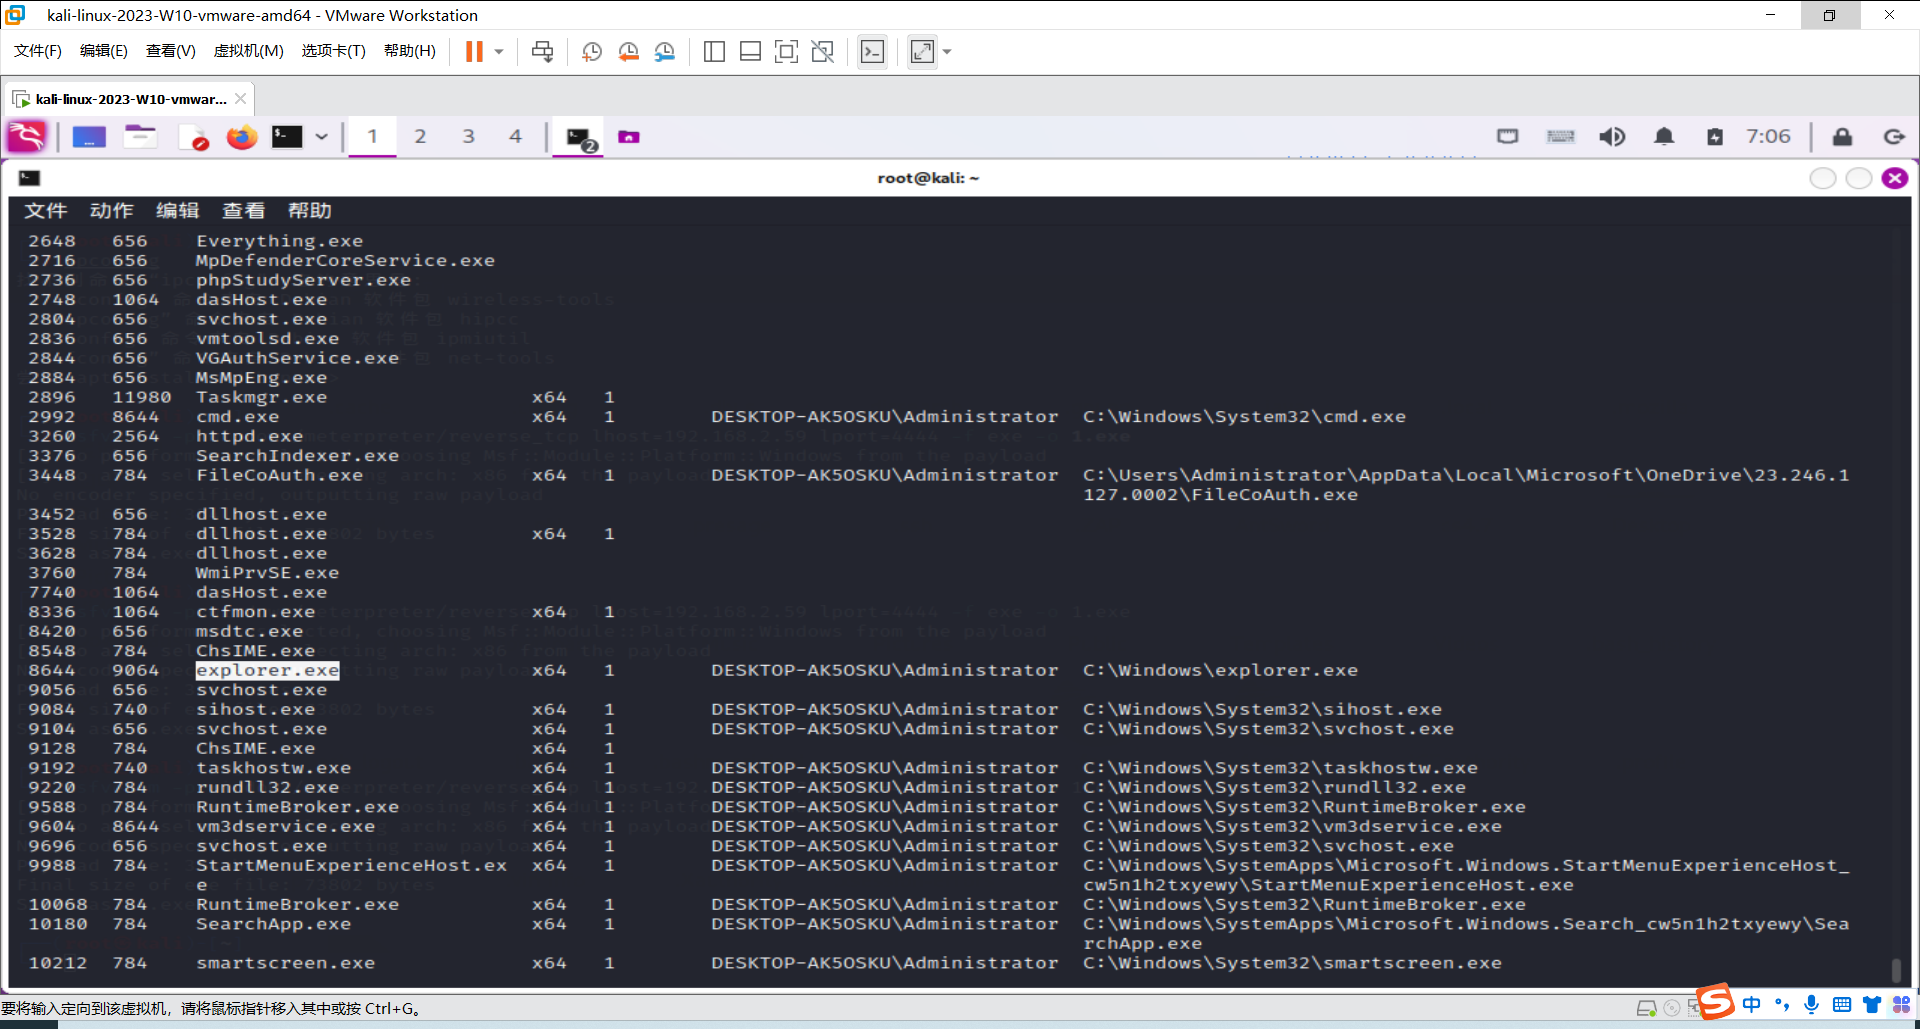 kali-linux-2023-W10-vmware-amd64 - VMware Workstation
文件(F) 编辑(E) 查看(V) 虚拟机(M) 选项卡(T) 帮助(H)
kali-linux-2023-W10-vmwar...
1 2 3 4 2 7:06
root@kali: ~
文件 动作 编辑 查看 帮助
2648 656 Everything.exe
2716 656 MpDefenderCoreService.exe
2736 656 phpStudyServer.exe
2748 1064 dasHost.exe
2804 656 svchost.exe
2836 656 vmtoolsd.exe
2844 656 VGAuthService.exe
2884 656 MsMpEng.exe
2896 11980 Taskmgr.exe x64 1
2992 8644 cmd.exe x64 1 DESKTOP-AK5OSKU\Administrator C:\Windows\System32\cmd.exe
3260 2564 httpd.exe
3376 656 SearchIndexer.exe
3448 784 FileCoAuth.exe x64 1 DESKTOP-AK5OSKU\Administrator C:\Users\Administrator\AppData\Local\Microsoft\OneDrive\23.246.1
127.0002\FileCoAuth.exe
3452 656 dllhost.exe
3528 784 dllhost.exe x64 1
3628 784 dllhost.exe
3760 784 WmiPrvSE.exe
7740 1064 dasHost.exe
8336 1064 ctfmon.exe x64 1
8420 656 msdtc.exe
8548 784 ChsIME.exe
8644 9064 explorer.exe x64 1 DESKTOP-AK5OSKU\Administrator C:\Windows\explorer.exe
9056 656 svchost.exe
9084 740 sihost.exe x64 1 DESKTOP-AK5OSKU\Administrator C:\Windows\System32\sihost.exe
9104 656 svchost.exe x64 1 DESKTOP-AK5OSKU\Administrator C:\Windows\System32\svchost.exe
9128 784 ChsIME.exe x64 1
9192 740 taskhostw.exe x64 1 DESKTOP-AK5OSKU\Administrator C:\Windows\System32\taskhostw.exe
9220 784 rundll32.exe x64 1 DESKTOP-AK5OSKU\Administrator C:\Windows\System32\rundll32.exe
9588 784 RuntimeBroker.exe x64 1 DESKTOP-AK5OSKU\Administrator C:\Windows\System32\RuntimeBroker.exe
9604 8644 vm3dservice.exe x64 1 DESKTOP-AK5OSKU\Administrator C:\Windows\System32\vm3dservice.exe
9696 656 svchost.exe x64 1 DESKTOP-AK5OSKU\Administrator C:\Windows\System32\svchost.exe
9988 784 StartMenuExperienceHost.ex x64 1 DESKTOP-AK5OSKU\Administrator C:\Windows\SystemApps\Microsoft.Windows.StartMenuExperienceHost_
e cw5n1h2txyewy\StartMenuExperienceHost.exe
10068 784 RuntimeBroker.exe x64 1 DESKTOP-AK5OSKU\Administrator C:\Windows\System32\RuntimeBroker.exe
10180 784 SearchApp.exe x64 1 DESKTOP-AK5OSKU\Administrator C:\Windows\SystemApps\Microsoft.Windows.Search_cw5n1h2txyewy\Sea
rchApp.exe
10212 784 smartscreen.exe x64 1 DESKTOP-AK5OSKU\Administrator C:\Windows\System32\smartscreen.exe
要将输入定向到该虚拟机，请将鼠标指针移入其中或按 Ctrl+G。
S 中